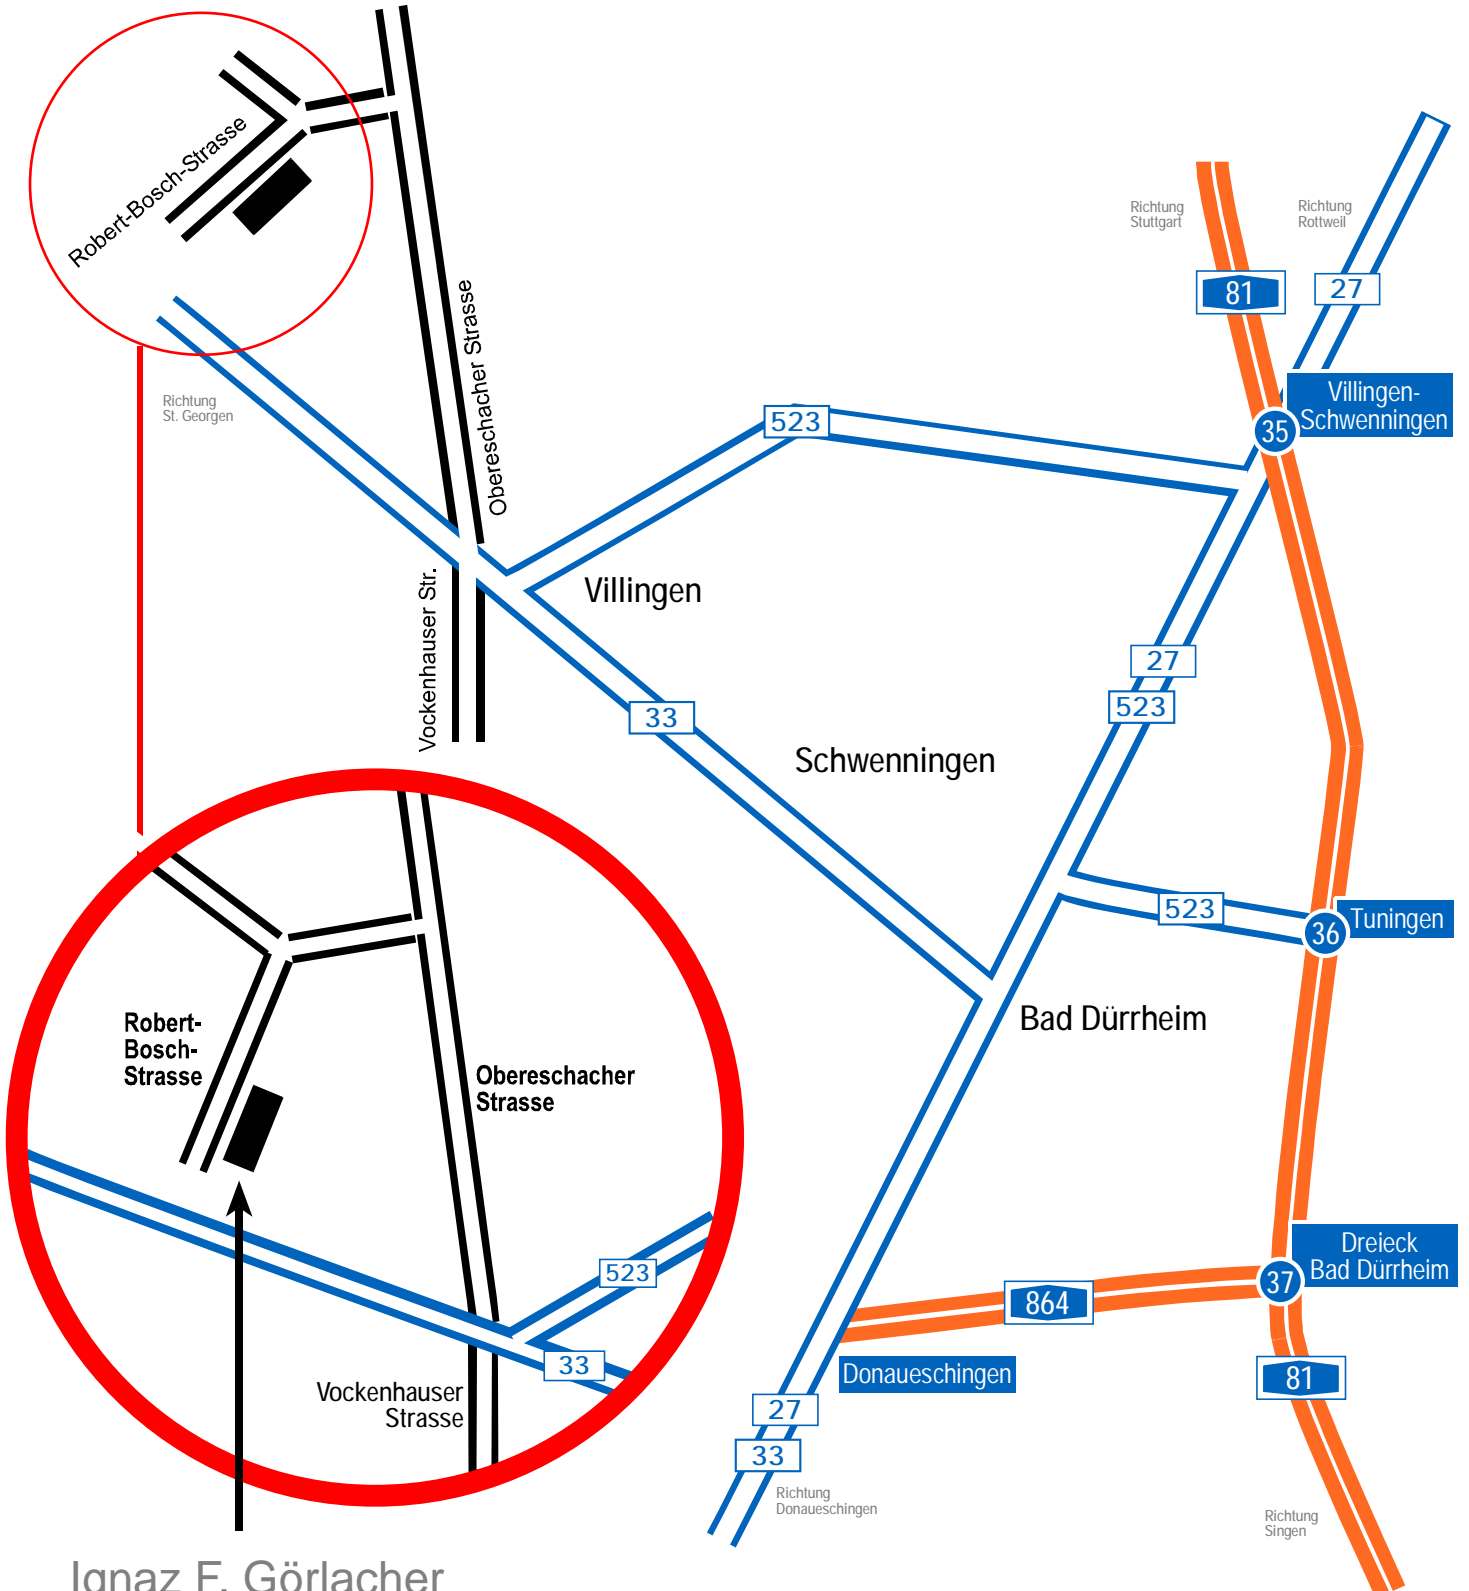 Robert-Bosch-Strasse
Richtung
Stuttgart
Richtung
Rottweil
81
27
Obereschacher Strasse
Richtung
St. Georgen
Villingen-
Schwenningen
35
523
Villingen
Vockenhauser Str.
27
523
33
Schwenningen
523
36
Tuningen
Bad Dürrheim
Robert-
Bosch-
Strasse
Obereschacher
Strasse
523
33
Vockenhauser
Strasse
Dreieck
Bad Dürrheim
37
864
Donaueschingen
81
27
33
Richtung
Donaueschingen
Richtung
Singen
Ignaz F. Görlacher